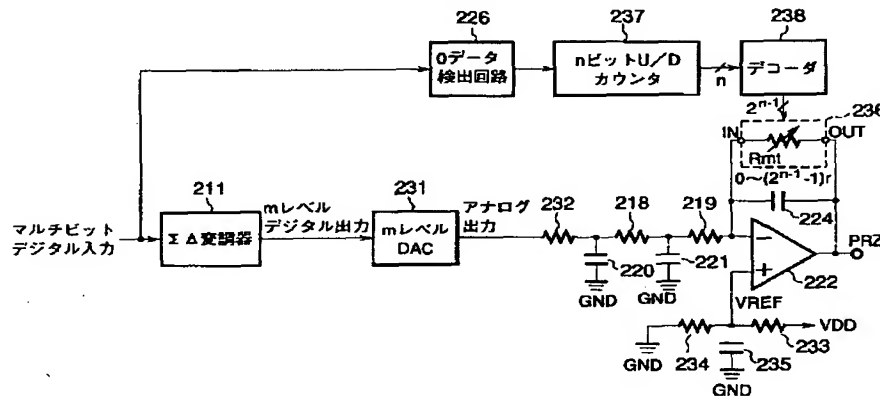 226
237
238
0データ
検出回路
nビットU/D
カウンタ
n
デコーダ
2n-1
236
IN
OUT
Rmt
0～(2n-1-1)r
211
mレベル
デジタル出力
231
アナログ
出力
232
218
219
224
マルチビット
デジタル入力
ΣΔ変調器
mレベル
DAC
−
+
PRZ
220
221
222
GND
GND
VREF
VDD
GND
234
233
235
GND